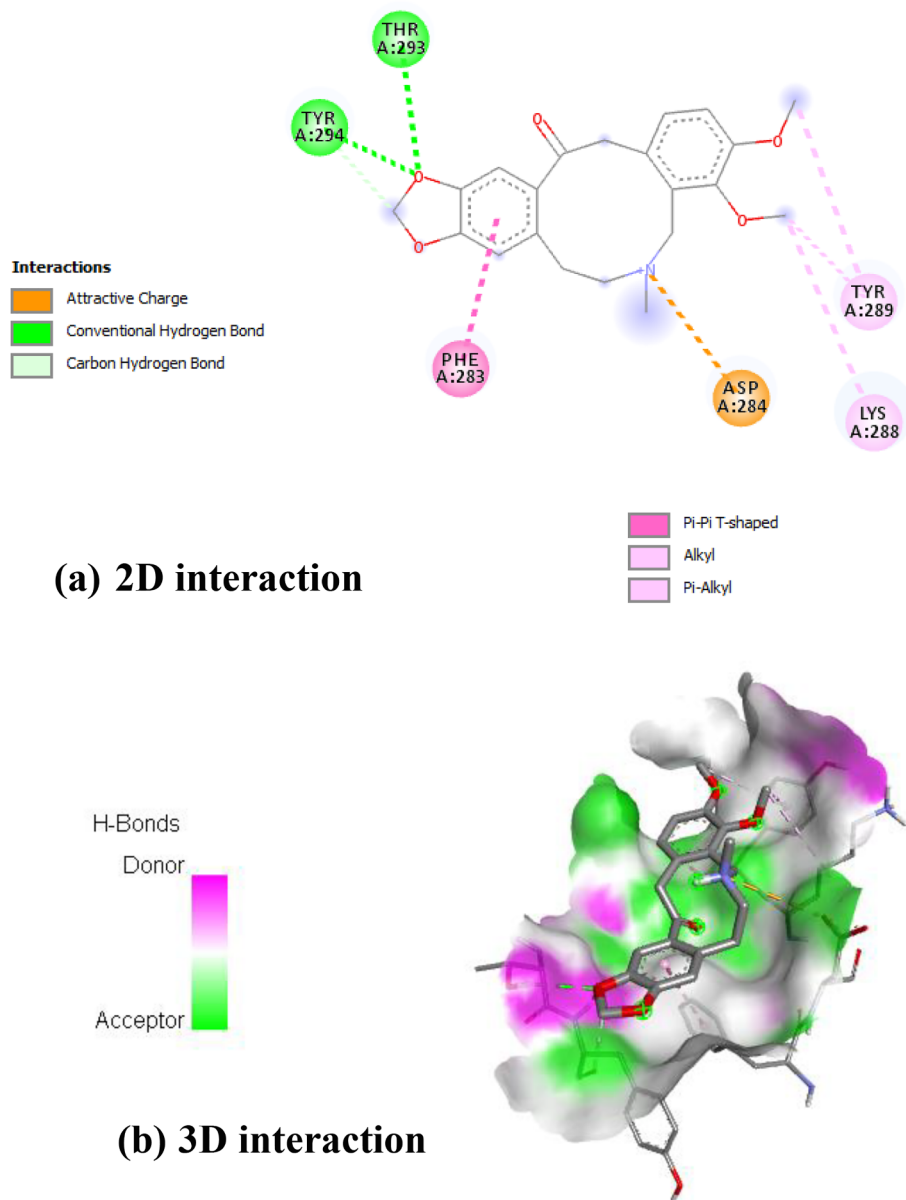 THR
A:293
TYR
A:294
O
O
O
O
O
+N
Interactions
Attractive Charge
Conventional Hydrogen Bond
Carbon Hydrogen Bond
PHE
A:283
ASP
A:284
TYR
A:289
LYS
A:288
Pi-Pi T-shaped
Alkyl
Pi-Alkyl
(a) 2D interaction
H-Bonds
Donor
Acceptor
(b) 3D interaction